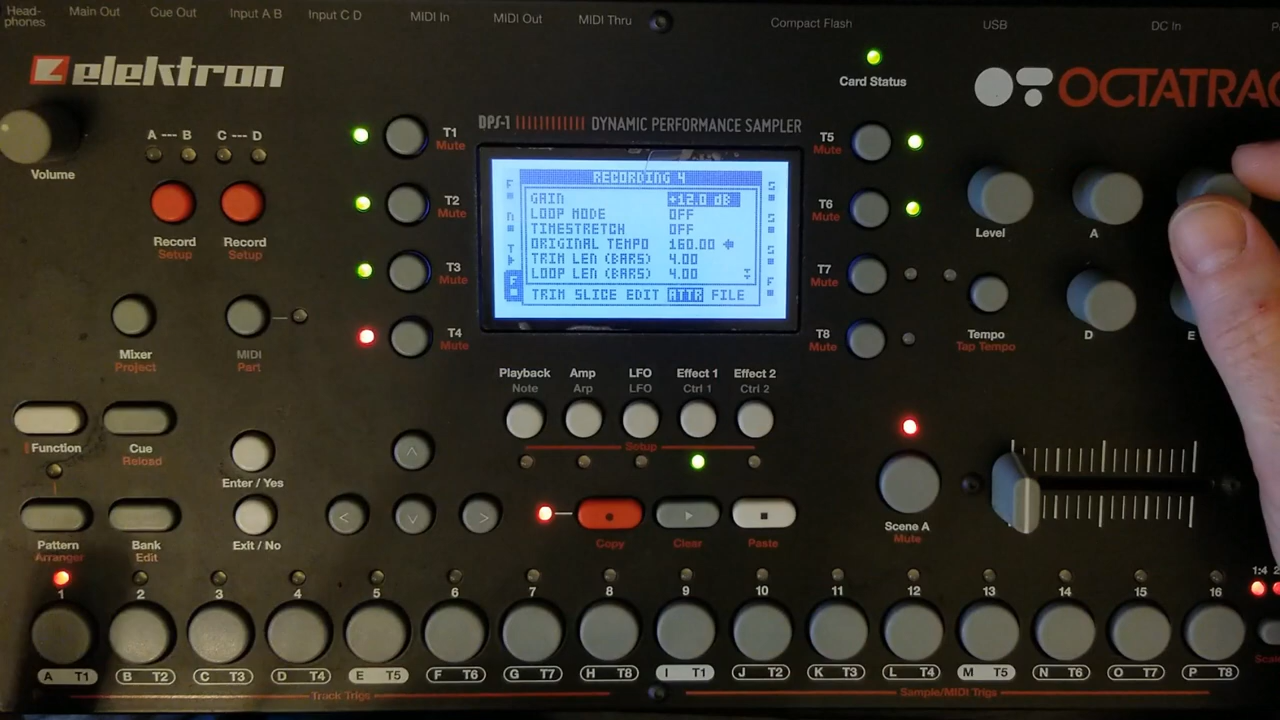 Head-
phones
Main Out
Cue Out
Input A B
Input C D
MIDI In
MIDI Out
MIDI Thru
Compact Flash
USB
DC In
elektron
Card Status
OCTATRAC
A --- B
C --- D
DPS-1
DYNAMIC PERFORMANCE SAMPLER
Volume
T1
Mute
T2
Mute
T3
Mute
T4
Mute
RECORDING 4
GAIN +12.0 dB
LOOP MODE OFF
TIMESTRETCH OFF
ORIGINAL TEMPO 160.00
TRIM LEN (BARS) 4.00
LOOP LEN (BARS) 4.00
TRIM SLICE EDIT ATTR FILE
T5
Mute
T6
Mute
T7
Mute
T8
Mute
Level
A
D
E
Record
Setup
Record
Setup
Tempo
Tap Tempo
Mixer
Project
MIDI
Part
Playback
Note
Amp
Arp
LFO
LFO
Effect 1
Ctrl 1
Effect 2
Ctrl 2
Setup
Function
Cue
Reload
Enter / Yes
Exit / No
Pattern
Arranger
Bank
Edit
Copy
Clear
Paste
Scene A
Mute
1 2 3 4 5 6 7 8 9 10 11 12 13 14 15 16
1:4
A T1
B T2
C T3
D T4
E T5
F T6
G T7
H T8
I T1
J T2
K T3
L T4
M T5
N T6
O T7
P T8
Track Trigs
Sample/MIDI Trigs